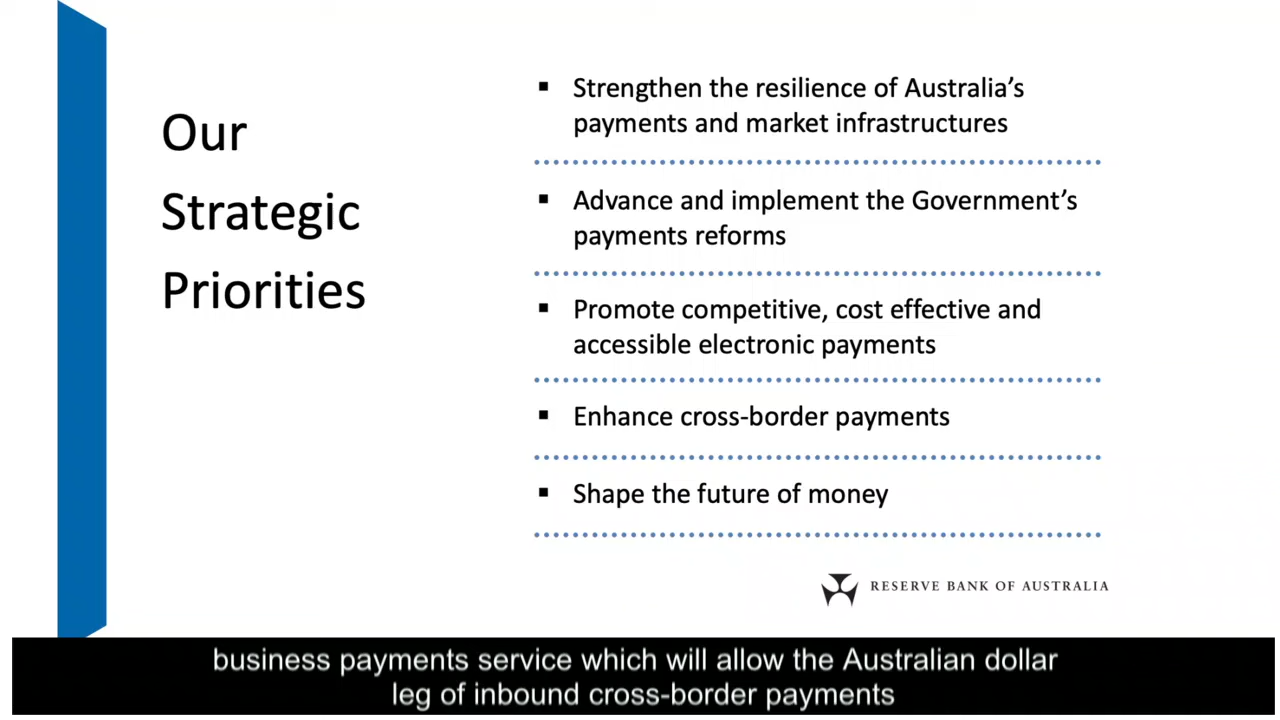 Our
Strategic
Priorities
▪ Strengthen the resilience of Australia’s
payments and market infrastructures
▪ Advance and implement the Government’s
payments reforms
▪ Promote competitive, cost effective and
accessible electronic payments
▪ Enhance cross-border payments
▪ Shape the future of money
RESERVE BANK OF AUSTRALIA
business payments service which will allow the Australian dollar
leg of inbound cross-border payments